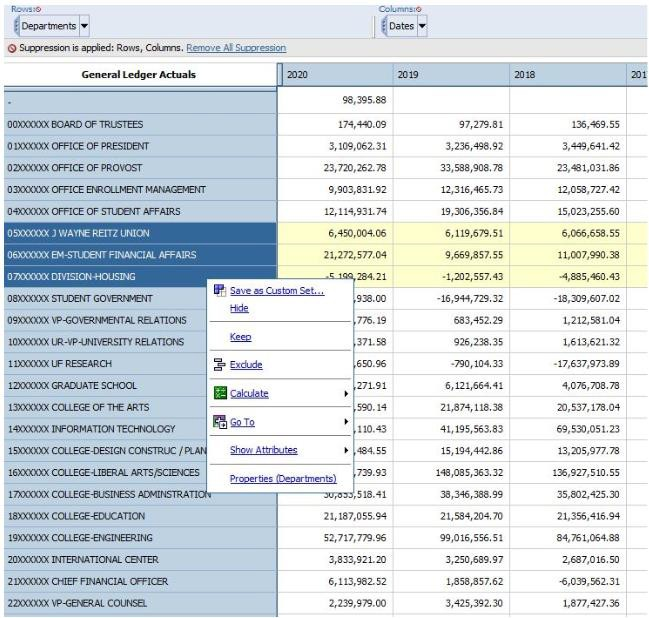 Rows: Columns:
Departments Dates
Suppression is applied: Rows, Columns. Remove All Suppression
General Ledger Actuals 2020 2019 2018 201
- 98,395.88
00XXXXXX BOARD OF TRUSTEES 174,440.09 97,279.81 136,469.55
01XXXXXX OFFICE OF PRESIDENT 3,109,062.31 3,236,498.92 3,449,641.42
02XXXXXX OFFICE OF PROVOST 23,720,262.78 33,588,908.78 23,481,031.86
03XXXXXX OFFICE ENROLLMENT MANAGEMENT 9,903,831.92 12,316,465.73 12,058,727.42
04XXXXXX OFFICE OF STUDENT AFFAIRS 12,114,931.74 19,306,356.84 15,023,255.60
05XXXXXX J WAYNE REITZ UNION 6,450,004.06 6,119,679.51 6,066,658.55
06XXXXXX EM-STUDENT FINANCIAL AFFAIRS 21,272,577.04 9,669,857.55 11,007,990.38
07XXXXXX DIVISION-HOUSING -5,199,284.21 -1,202,557.43 -4,885,460.43
08XXXXXX STUDENT GOVERNMENT Save as Custom Set... ,938.00 -16,944,729.32 -18,309,607.02
Hide
09XXXXXX VP-GOVERNMENTAL RELATIONS ,776.19 683,452.29 1,212,581.04
10XXXXXX UR-VP-UNIVERSITY RELATIONS Keep ,371.58 926,238.35 1,613,621.32
11XXXXXX UF RESEARCH Exclude ,650.96 -790,104.33 -17,637,973.89
12XXXXXX GRADUATE SCHOOL Calculate ,271.91 6,121,664.41 4,076,708.78
13XXXXXX COLLEGE OF THE ARTS ,590.14 21,874,118.38 20,537,178.04
14XXXXXX INFORMATION TECHNOLOGY Go To ,110.43 41,195,563.83 69,530,051.23
15XXXXXX COLLEGE-DESIGN CONSTRUC / PLAN Show Attributes ,484.55 15,194,442.86 13,205,977.78
16XXXXXX COLLEGE-LIBERAL ARTS/SCIENCES Properties (Departments) ,739.93 148,085,363.32 136,927,510.55
17XXXXXX COLLEGE-BUSINESS ADMINSTRATION 30,853,518.41 38,346,388.99 35,802,425.30
18XXXXXX COLLEGE-EDUCATION 21,187,055.94 21,584,204.70 21,356,416.94
19XXXXXX COLLEGE-ENGINEERING 52,717,779.96 99,016,556.51 84,761,064.88
20XXXXXX INTERNATIONAL CENTER 3,833,921.20 3,250,689.97 2,687,016.50
21XXXXXX CHIEF FINANCIAL OFFICER 6,113,982.52 1,858,857.62 -6,039,562.31
22XXXXXX VP-GENERAL COUNSEL 2,239,979.00 3,425,392.30 1,877,427.36